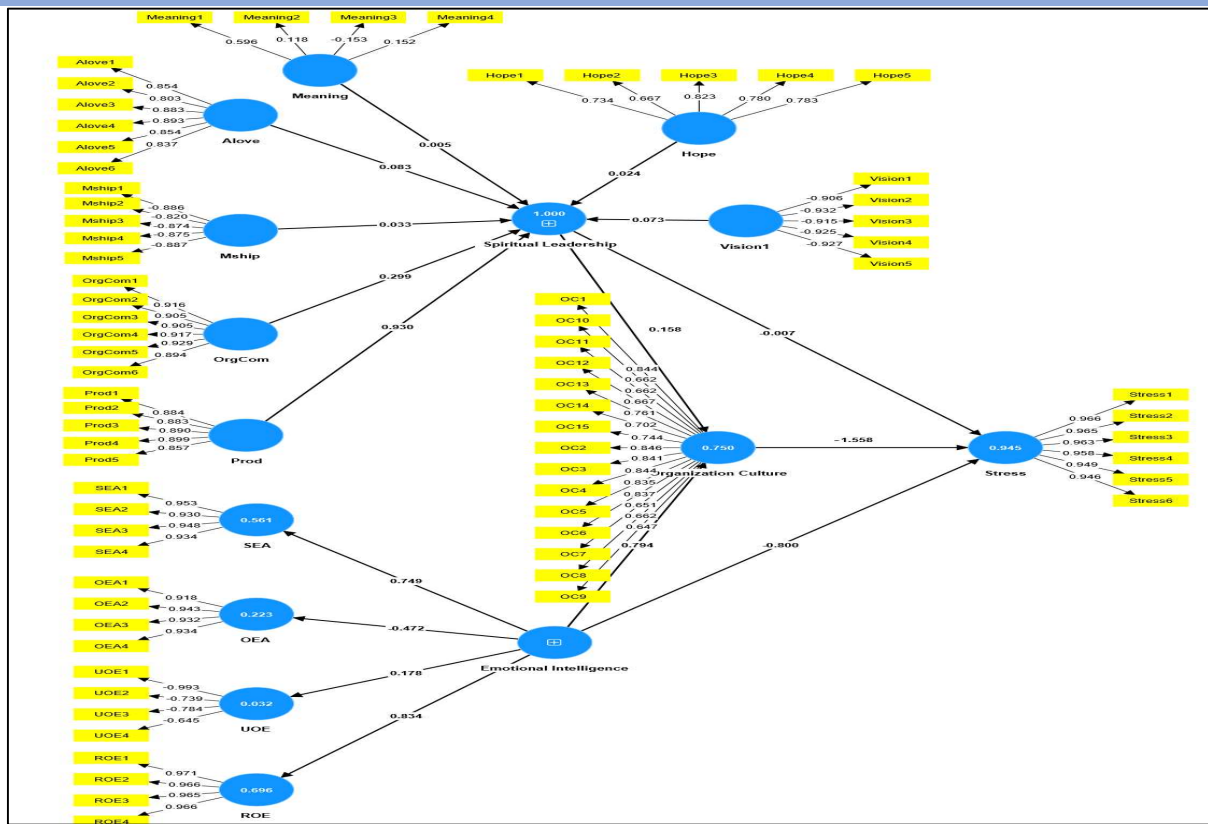 Meaning1 Meaning2 Meaning3 Meaning4
0.596 0.118 -0.153 0.152
Meaning
Alove1
Alove2
Alove3
Alove4
Alove5
Alove6
0.854
0.803
0.883
0.893
0.854
0.837
Alove
Hope1 Hope2 Hope3 Hope4 Hope5
0.734 0.667 0.823 0.780 0.783
Hope
0.005
0.083
0.024
Mship1
Mship2
Mship3
Mship4
Mship5
-0.886
-0.820
-0.874
-0.875
-0.887
Mship
0.033
1.000
Spiritual Leadership
0.073
Vision1
Vision1
Vision2
Vision3
Vision4
Vision5
-0.906
-0.932
-0.915
-0.925
-0.927
OrgCom1
OrgCom2
OrgCom3
OrgCom4
OrgCom5
OrgCom6
0.916
0.905
0.905
0.917
0.929
0.894
OrgCom
0.299
0.930
Prod1
Prod2
Prod3
Prod4
Prod5
0.884
0.883
0.890
0.899
0.857
Prod
0.158
-0.007
OC1
OC10
OC11
OC12
OC13
OC14
OC15
OC2
OC3
OC4
OC5
OC6
OC7
OC8
OC9
0.844
0.662
0.662
0.667
0.761
0.702
0.744
0.846
0.841
0.844
0.835
0.837
0.651
0.662
0.647
0.750
Organization Culture
-1.558
0.945
Stress
Stress1
Stress2
Stress3
Stress4
Stress5
Stress6
0.966
0.965
0.963
0.958
0.949
0.946
0.794
-0.800
SEA1
SEA2
SEA3
SEA4
0.953
0.930
0.948
0.934
0.561
SEA
0.749
OEA1
OEA2
OEA3
OEA4
0.918
0.943
0.932
0.934
0.223
OEA
-0.472
Emotional Intelligence
UOE1
UOE2
UOE3
UOE4
-0.993
-0.739
-0.784
-0.645
0.032
UOE
0.178
0.834
ROE1
ROE2
ROE3
ROE4
0.971
0.966
0.965
0.966
0.696
ROE